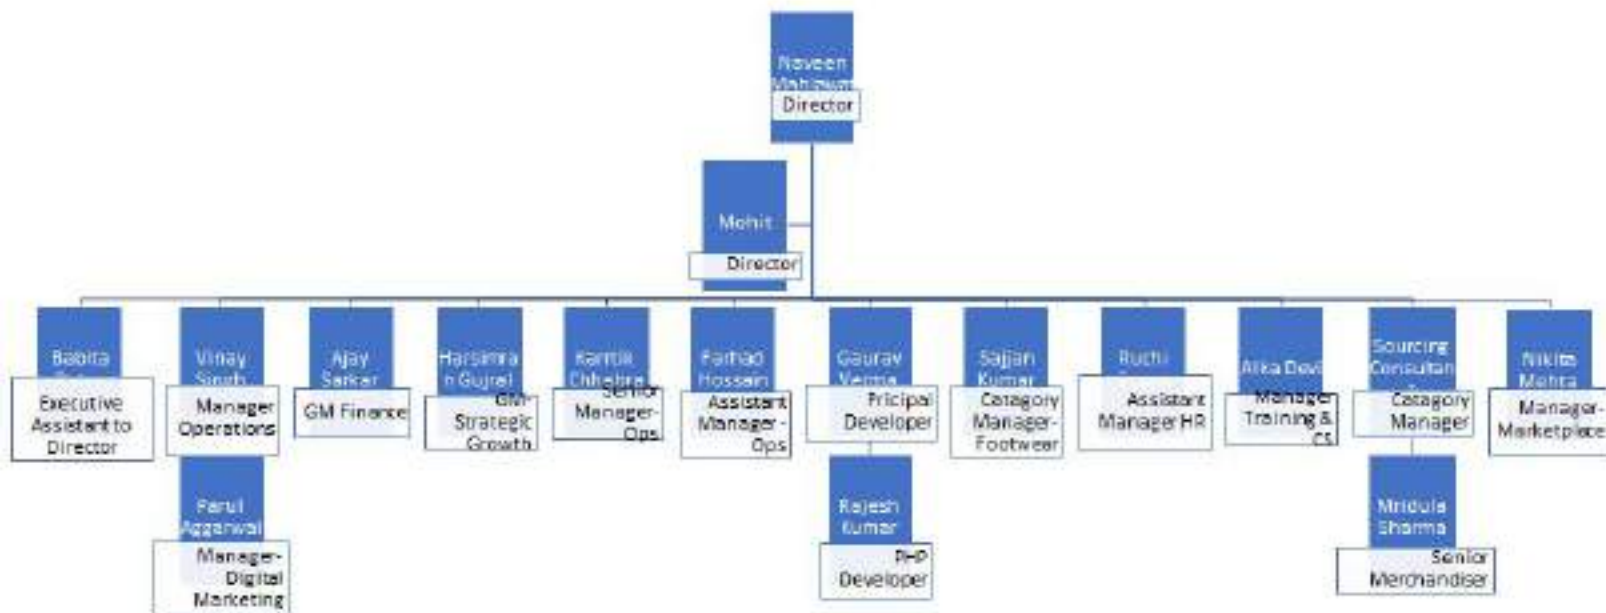 Naveen
Director
Mohit
Director
Babita
Executive
Assistant to
Director
Vinay
Singh
Manager
Operations
Ajay
Sarkar
GM Finance
Harsimra
n Gujral
GM-
Strategic
Growth
Kartik
Chhabra
Senior
Manager-
Ops
Farhad
Hossain
Assistant
Manager-
Ops
Gaurav
Verma
Pricipal
Developer
Sajjan
Kumar
Catagory
Manager-
Footwear
Ruchi
Assistant
Manager HR
Alka Devi
Manager
Training &
CS
Sourcing
Consultan
Catagory
Manager
Nikita
Mehta
Manager-
Marketplace
Parul
Aggarwal
Manager-
Digital
Marketing
Rajesh
Kumar
PHP
Developer
Mridula
Sharma
Senior
Merchandiser